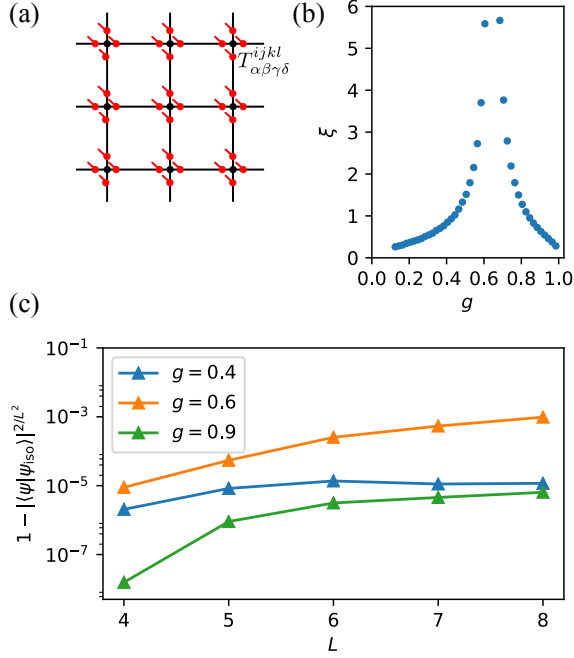 (a)
T^{ijkl}_{αβγδ}
(b)
6
5
4
3
2
1
0
ξ
0.0 0.2 0.4 0.6 0.8 1.0
g
(c)
10^{-1}
10^{-3}
10^{-5}
10^{-7}
1 − |⟨ψ|ψ_{iso}⟩|^{2/L^2}
g = 0.4
g = 0.6
g = 0.9
4 5 6 7 8
L